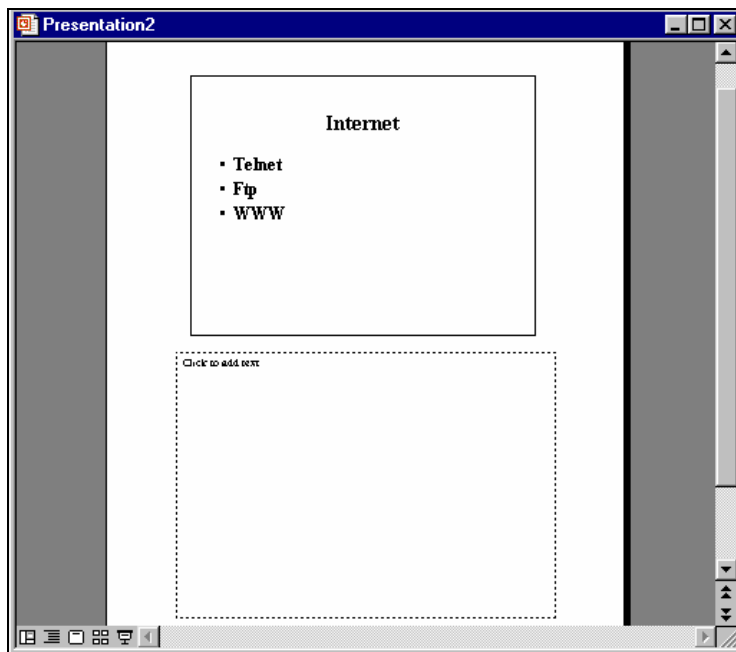 Presentation2
Internet
▪ Telnet
▪ Ftp
▪ WWW
Click to add text